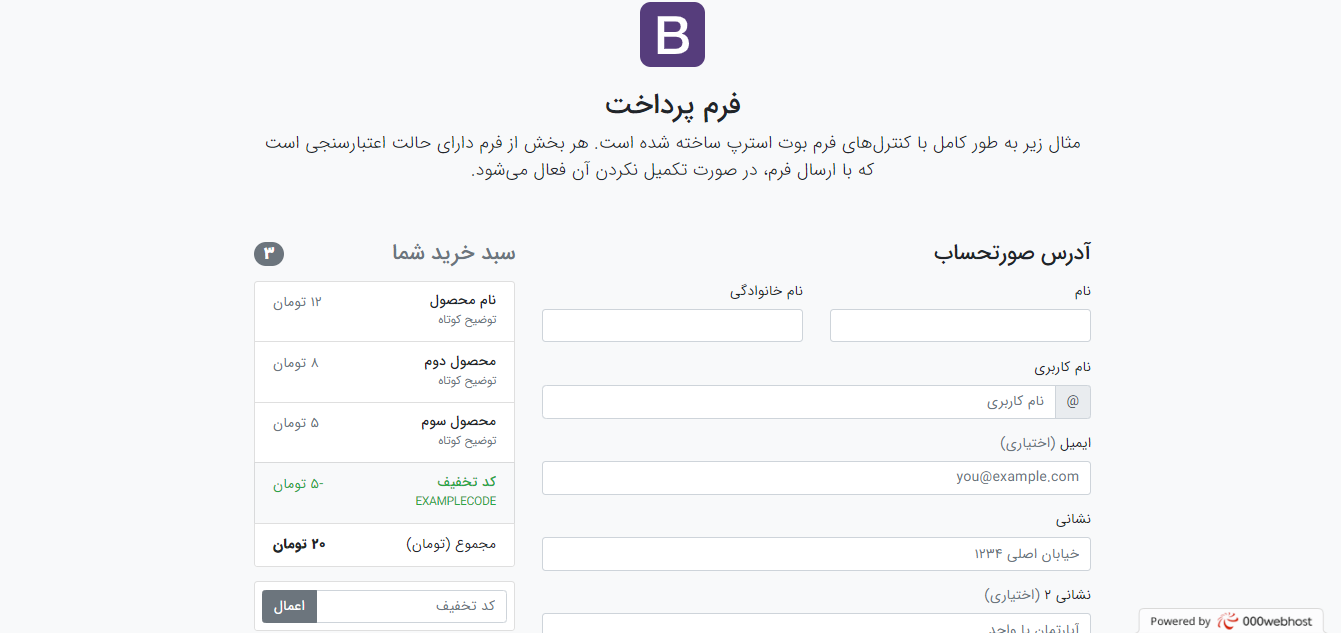 B
فرم پرداخت
مثال زیر به طور کامل با کنترل‌های فرم بوت استرپ ساخته شده است. هر بخش از فرم دارای حالت اعتبارسنجی است
که با ارسال فرم، در صورت تکمیل نکردن آن فعال می‌شود.
آدرس صورتحساب
نام
نام خانوادگی
نام کاربری
@ نام کاربری
ایمیل (اختیاری)
you@example.com
نشانی
خیابان اصلی ۱۲۳۴
نشانی ۲ (اختیاری)
آپارتمان یا واحد
سبد خرید شما ۳
نام محصول ۱۲ تومان
توضیح کوتاه
محصول دوم ۸ تومان
توضیح کوتاه
محصول سوم ۵ تومان
توضیح کوتاه
کد تخفیف -۵ تومان
EXAMPLECODE
مجموع (تومان) ۲۰ تومان
کد تخفیف اعمال
Powered by 000webhost